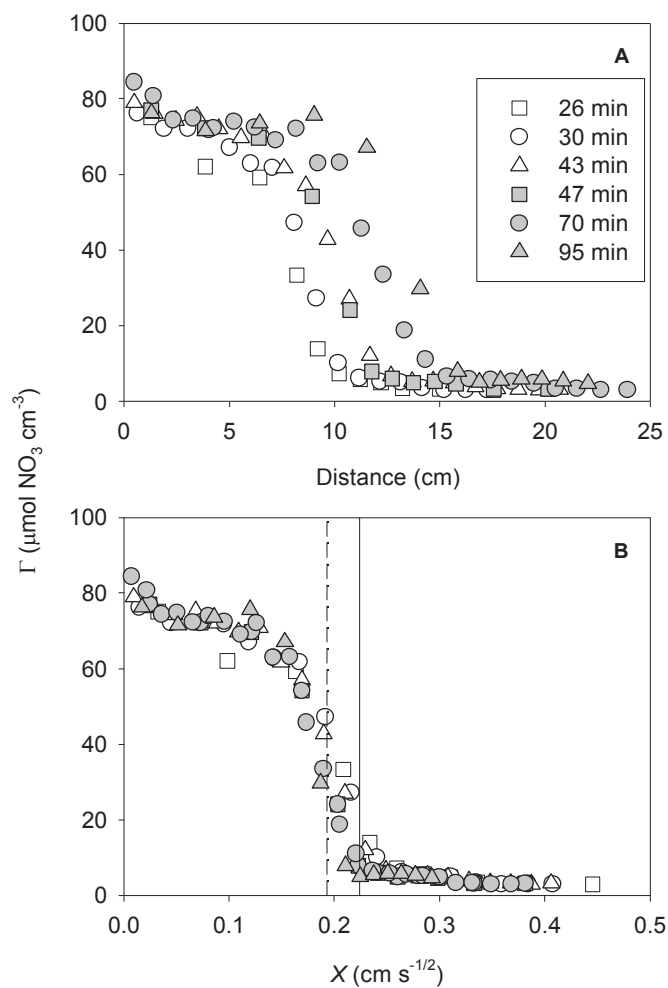 100
A
80
60
40
20
0
26 min
30 min
43 min
47 min
70 min
95 min
0 5 10 15 20 25
Distance (cm)
Γ (μmol NO3 cm-3)
100
B
80
60
40
20
0
0.0 0.1 0.2 0.3 0.4 0.5
X (cm s-1/2)